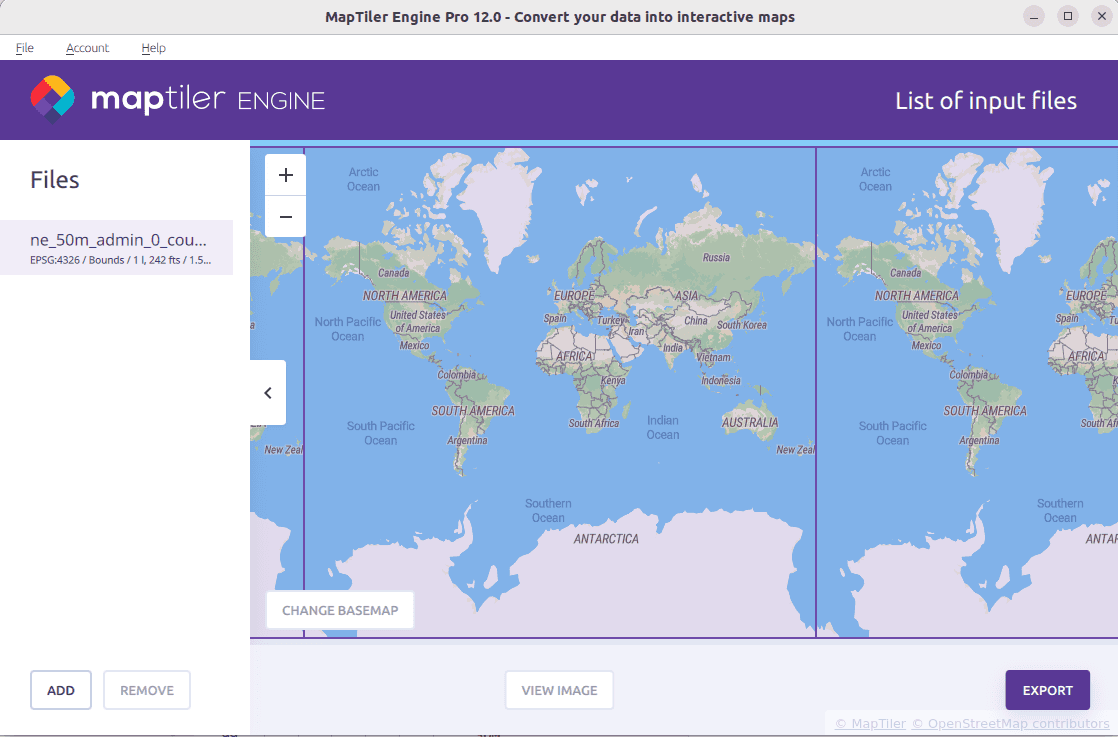 MapTiler Engine Pro 12.0 - Convert your data into interactive maps
File Account Help
maptiler ENGINE
List of input files
Files
ne_50m_admin_0_cou...
EPSG:4326 / Bounds / 1 l, 242 fts / 1.5...
+
−
Arctic
Ocean
Canada
NORTH AMERICA
United States
of America
Mexico
North Pacific
Ocean
Colombia
SOUTH AMERICA
South Pacific
Ocean
Argentina
Russia
EUROPE
ASIA
Spain
Turkey
Iran
China
South Korea
India
Vietnam
AFRICA
Kenya
Indonesia
South Africa
Indian
Ocean
AUSTRALIA
New Zeal
Southern
Ocean
ANTARCTICA
a
New Zeal
Arctic
Ocean
Canada
NORTH AMERICA
United States
of America
Mexico
North Pacific
Ocean
Colombia
SOUTH AMERICA
South Pacific
Ocean
Argentina
EUROPE
Spain
Tu
AFRICA
K
South Af
Southern
Ocean
ANTAR
CHANGE BASEMAP
ADD
REMOVE
VIEW IMAGE
EXPORT
© MapTiler © OpenStreetMap contributors